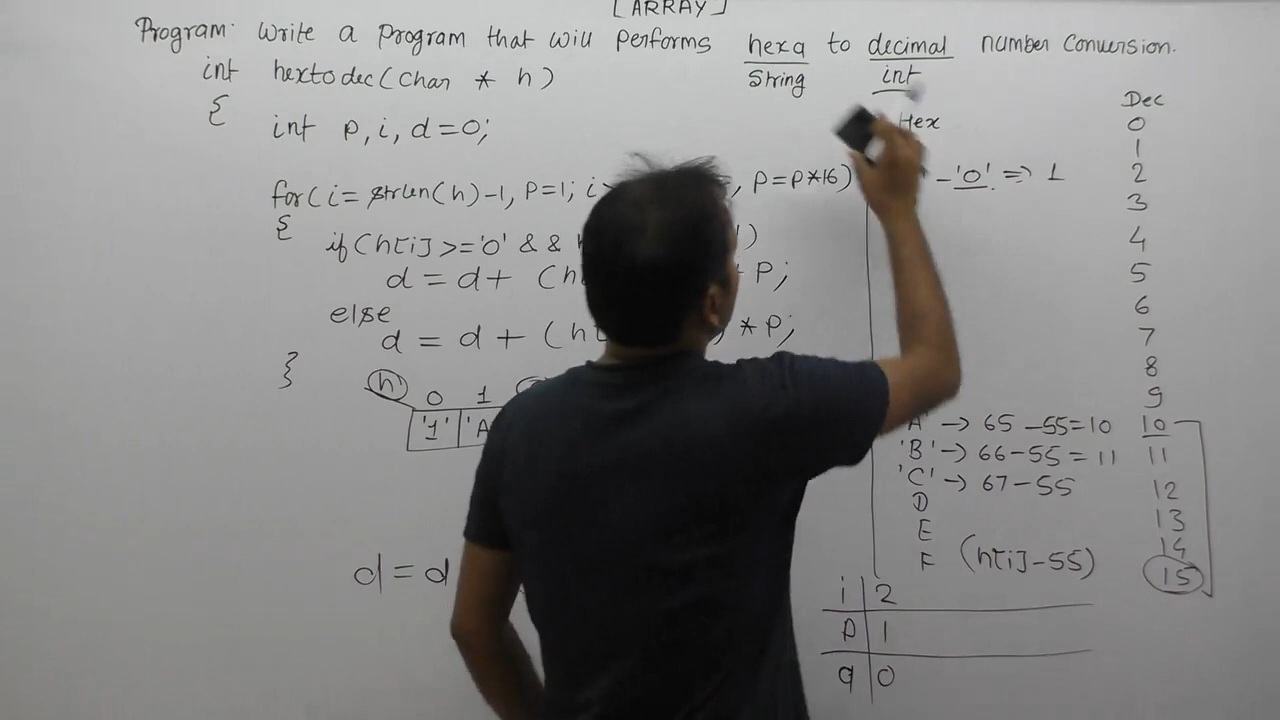 [ARRAY]
Program: Write a program that will performs hexa to decimal number conversion.
String int
int hextodec(char * h)
{
int p, i, d=0;
for(i=strlen(h)-1, p=1; i> , p=p*16)
{
if(h[i]>='0' &&
d = d+ (h * p;
else
d = d + (h[ ) * p;
}
h 0 1
'1' 'A
d = d
Hex Dec
- '0' => 1
0
1
2
3
4
5
6
7
8
9
'A' -> 65 -55=10 10
'B' -> 66-55 = 11 11
'C' -> 67-55 12
D 13
E 14
F (h[i]-55) 15
i 2
p 1
d 0